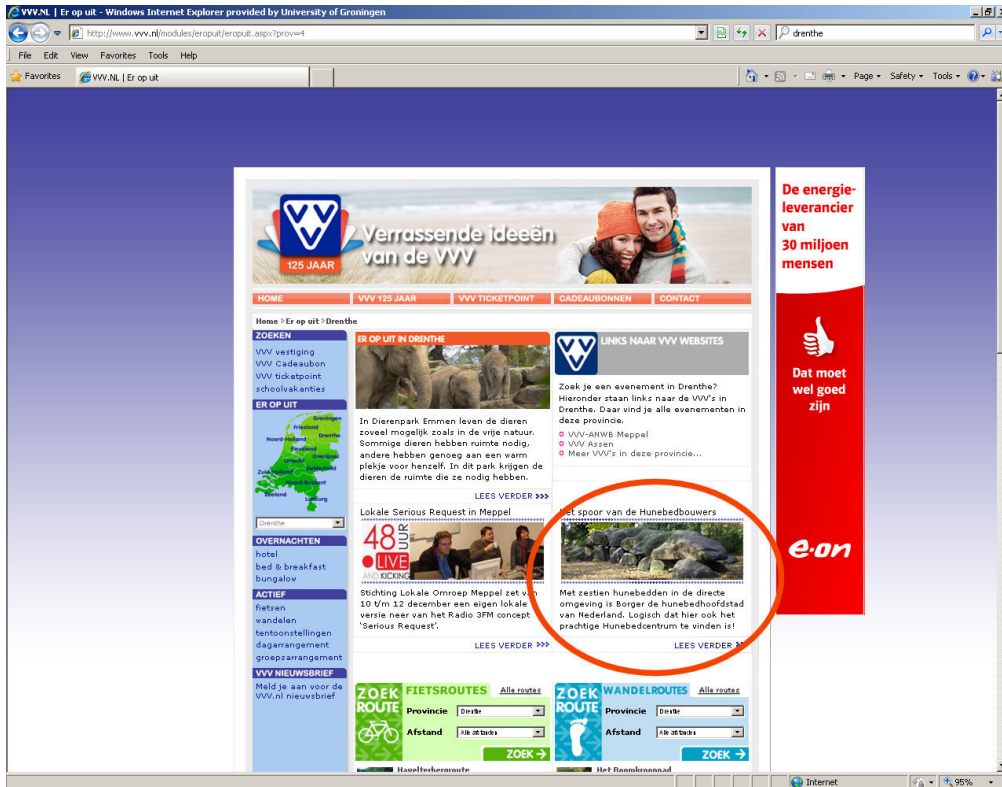 VVV.NL | Er op uit - Windows Internet Explorer provided by University of Groningen
http://www.vvv.nl/modules/eropuit/eropuit.aspx?prov=4
drenthe
File Edit View Favorites Tools Help
Favorites
VVV.NL | Er op uit
Page Safety Tools
VVV
125 JAAR
Verrassende ideeën
van de VVV
HOME VVV 125 JAAR VVV TICKETPOINT CADEAUBONNEN CONTACT
Home > Er op uit > Drenthe
ZOEKEN
VVV vestiging
VVV Cadeaubon
VVV ticketpoint
schoolvakanties
ER OP UIT
Groningen
Friesland
Noord-Holland Drenthe
Flevoland
Overijssel
Utrecht
Gelderland
Zuid-Holland
Noord-Brabant
Zeeland
Limburg
Drenthe
OVERNACHTEN
hotel
bed & breakfast
bungalow
ACTIEF
fietsen
wandelen
tentoonstellingen
dagarrangement
groepsarrangement
VVV NIEUWSBRIEF
Meld je aan voor de
VVV.nl nieuwsbrief
ER OP UIT IN DRENTHE
In Dierenpark Emmen leven de dieren
zoveel mogelijk zoals in de vrije natuur.
Sommige dieren hebben ruimte nodig,
andere hebben genoeg aan een warm
plekje voor henzelf. In dit park krijgen de
dieren de ruimte die ze nodig hebben.
LEES VERDER >>>
VVV
LINKS NAAR VVV WEBSITES
Zoek je een evenement in Drenthe?
Hieronder staan links naar de VVV's in
Drenthe. Daar vind je alle evenementen in
deze provincie.
VVV-ANWB Meppel
VVV Assen
Meer VVV's in deze provincie...
Lokale Serious Request in Meppel
48 UUR
LIVE
AND KICKING
Stichting Lokale Omroep Meppel zet van
10 t/m 12 december een eigen lokale
versie neer van het Radio 3FM concept
'Serious Request'.
LEES VERDER >>>
Het spoor van de Hunebedbouwers
Met zestien hunebedden in de directe
omgeving is Borger de hunebedhoofdstad
van Nederland. Logisch dat hier ook het
prachtige Hunebedcentrum te vinden is!
LEES VERDER >>>
ZOEK ROUTE
FIETSROUTES Alle routes
Provincie Drenthe
Afstand Alle afstanden
ZOEK →
ZOEK ROUTE
WANDELROUTES Alle routes
Provincie Drenthe
Afstand Alle afstanden
ZOEK →
Havelterbergroute
Het Boomkroonpad
De energie-
leverancier
van
30 miljoen
mensen
Dat moet
wel goed
zijn
e·on
Internet
95%